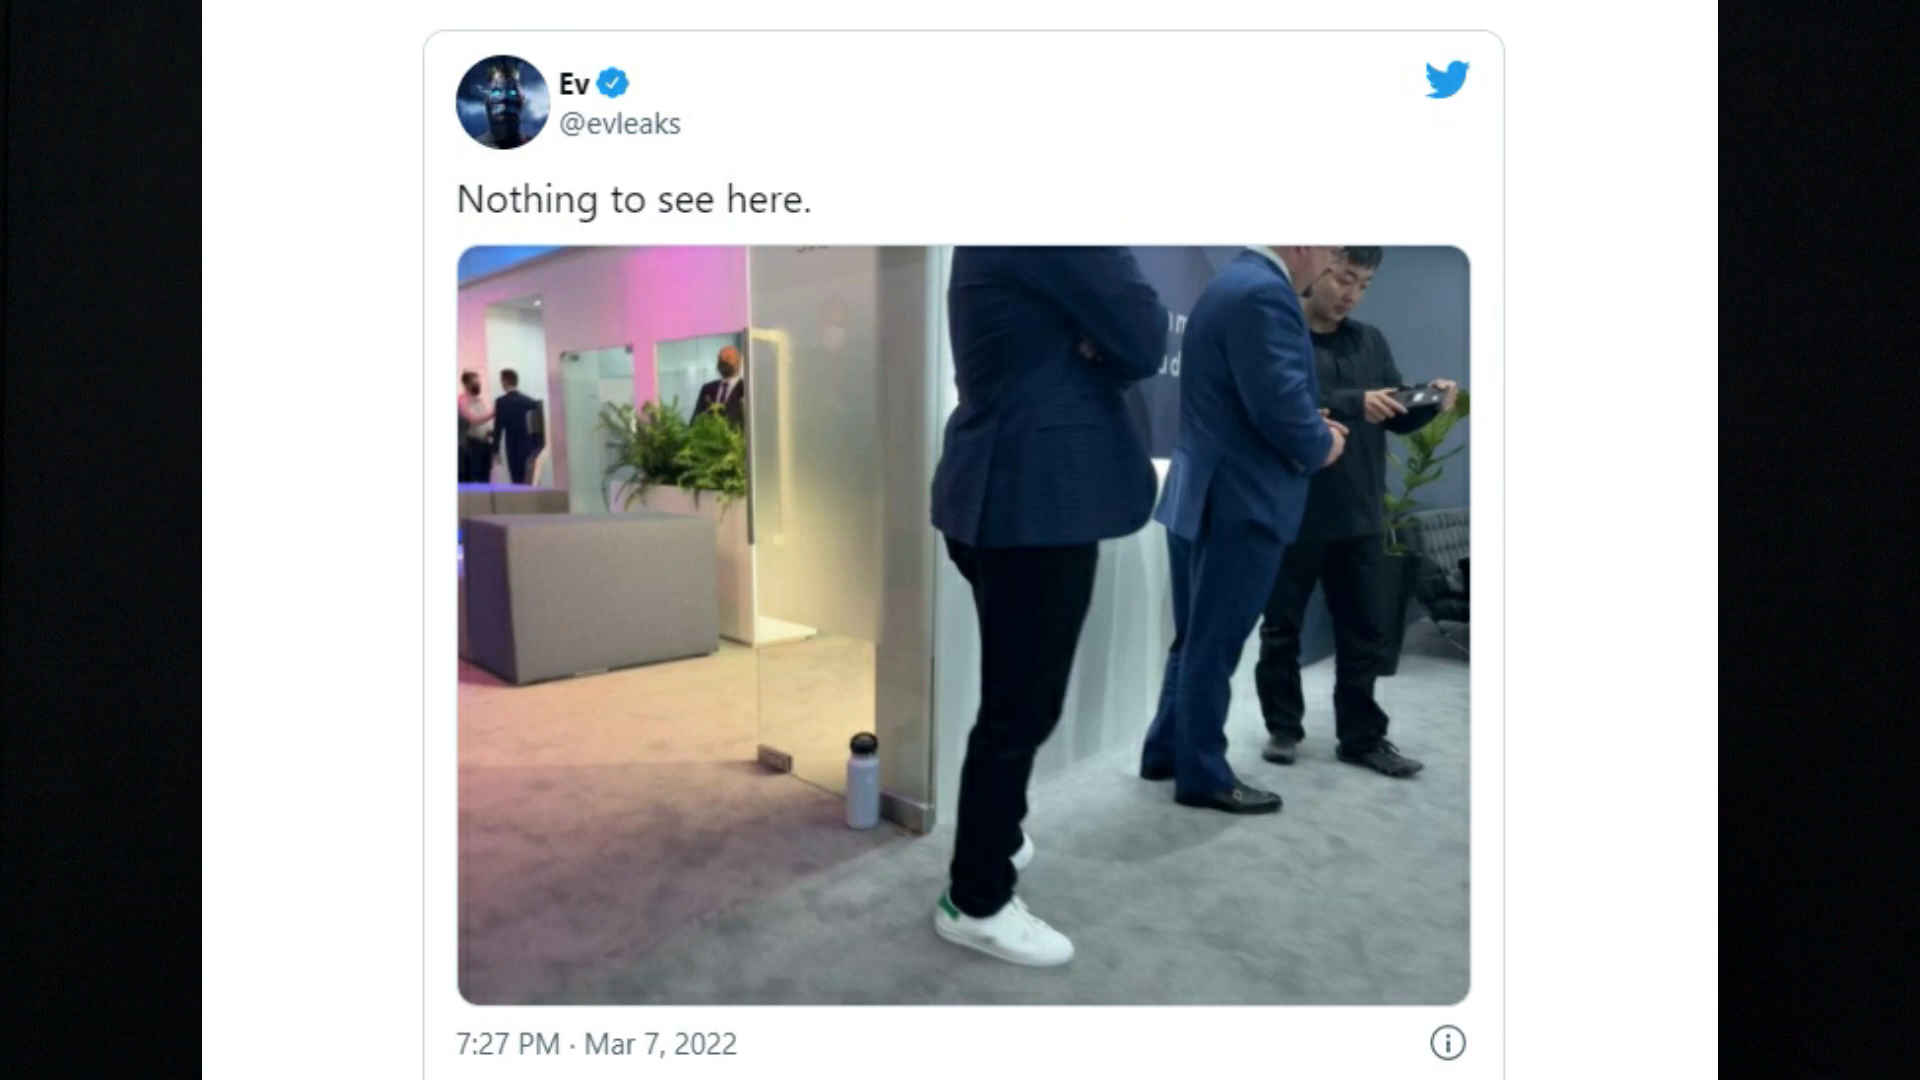 Ev
@evleaks
Nothing to see here.
7:27 PM · Mar 7, 2022